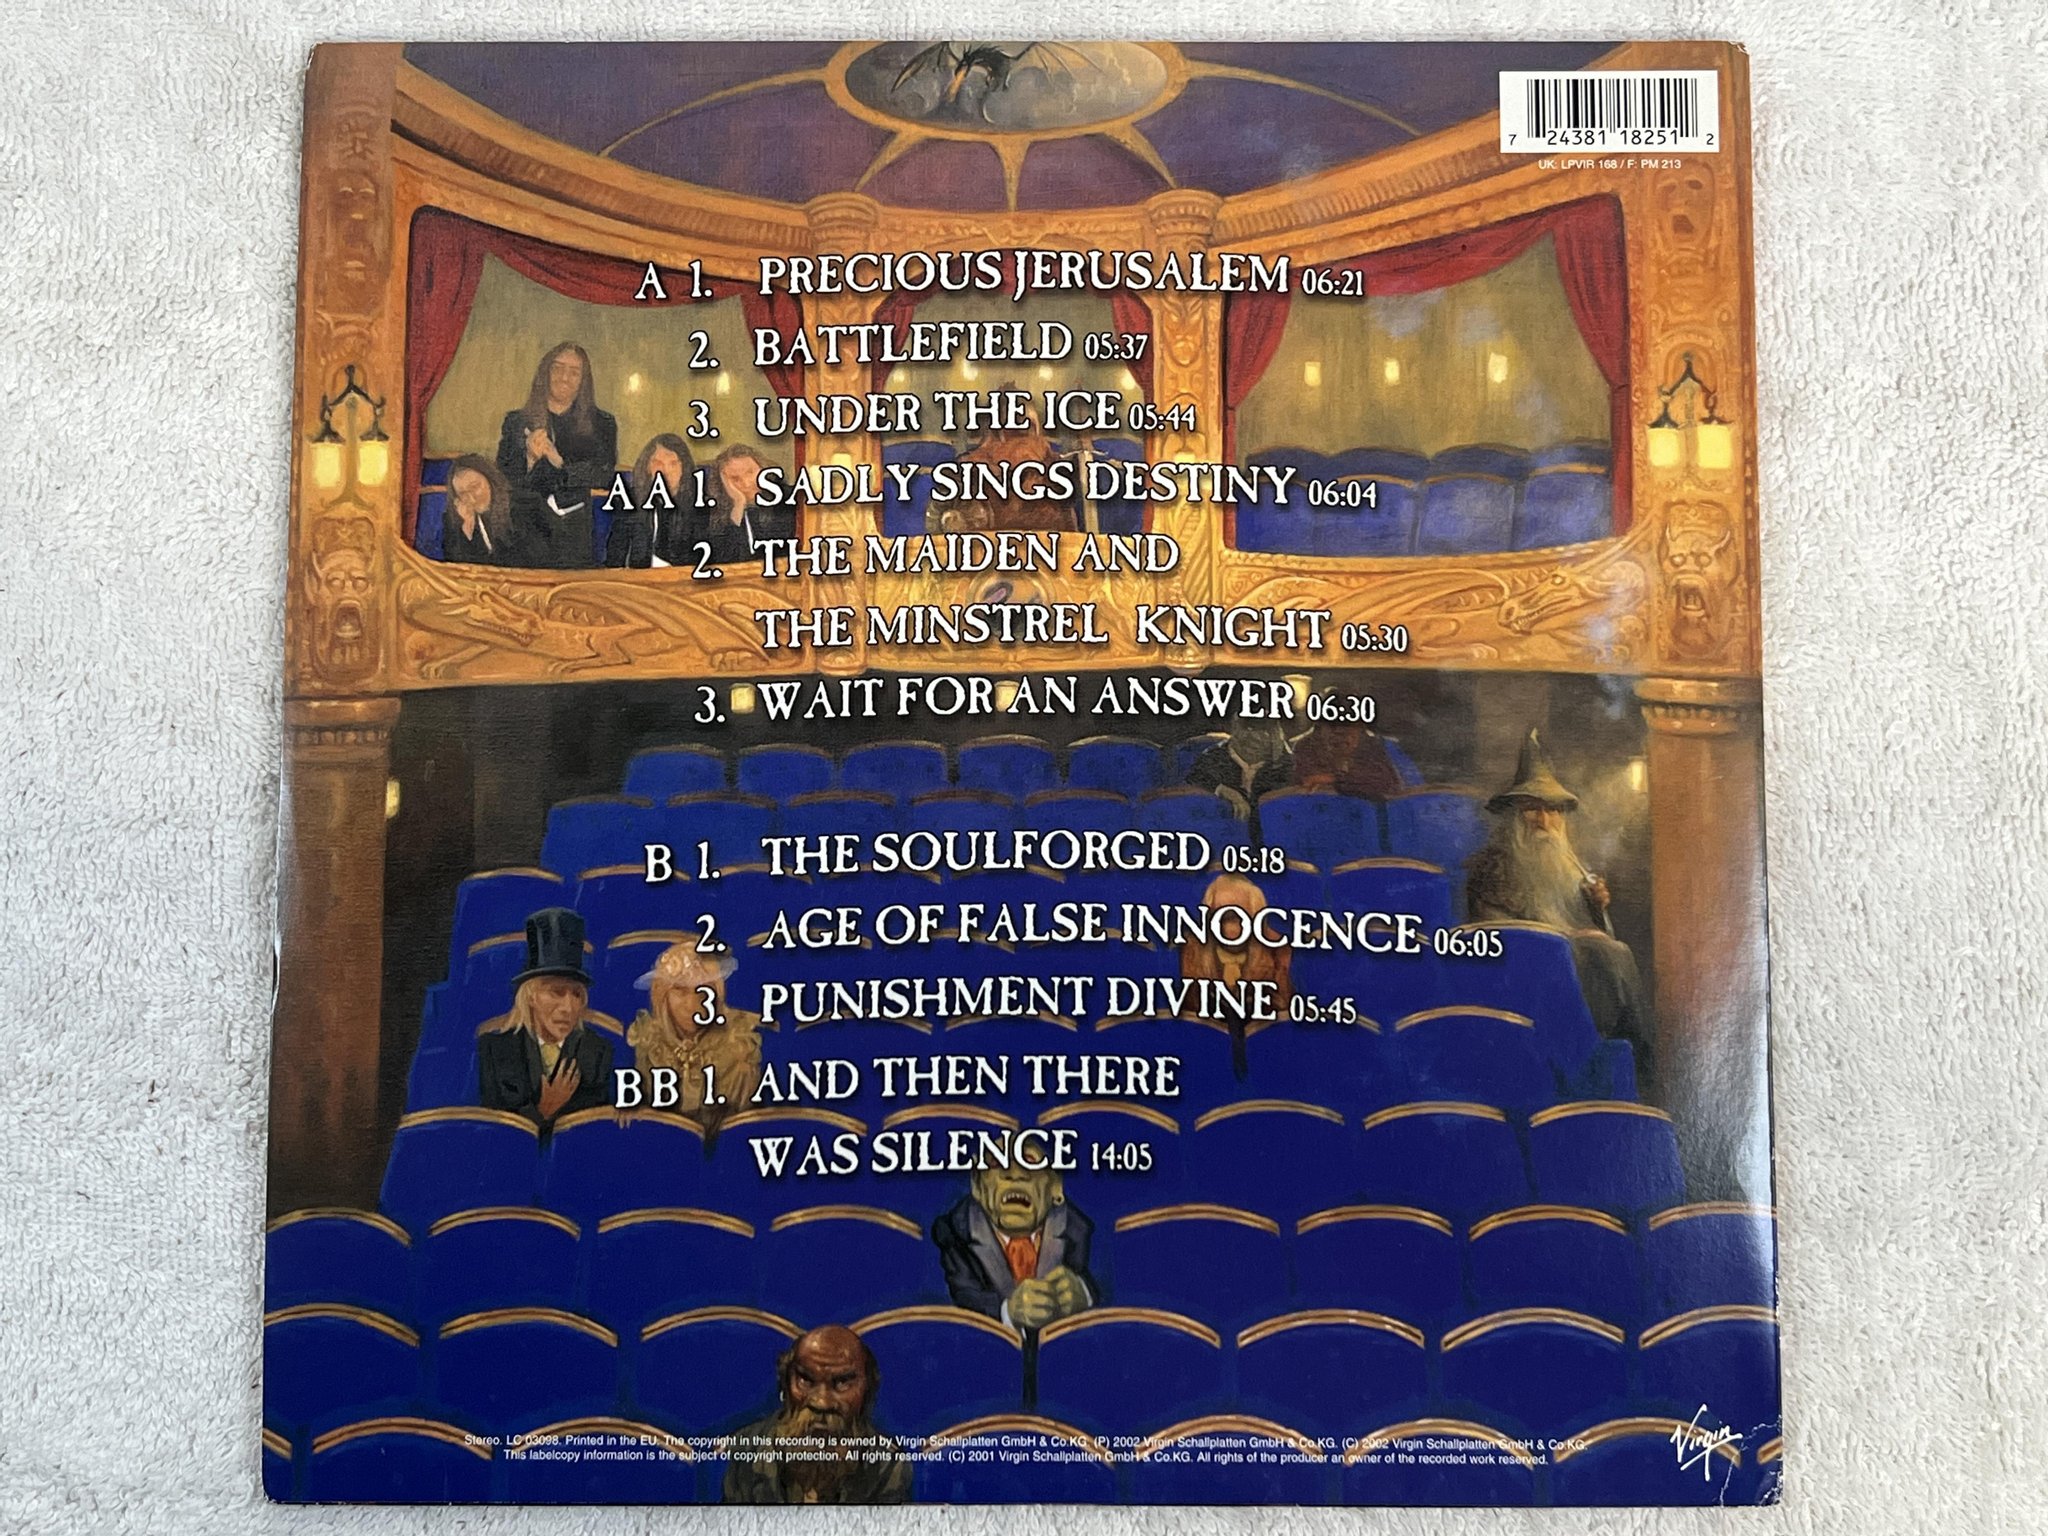 7 24381 18251 2
UK: LPVIR 168 / F: PM 213
A 1. PRECIOUS JERUSALEM 06:21
2. BATTLEFIELD 05:37
3. UNDER THE ICE 05:44
AA 1. SADLY SINGS DESTINY 06:04
2. THE MAIDEN AND
THE MINSTREL KNIGHT 05:30
3. WAIT FOR AN ANSWER 06:30
B 1. THE SOULFORGED 05:18
2. AGE OF FALSE INNOCENCE 06:05
3. PUNISHMENT DIVINE 05:45
BB 1. AND THEN THERE
WAS SILENCE 14:05
Stereo. LC 03098. Printed in the EU. The copyright in this recording is owned by Virgin Schallplatten GmbH & Co.KG. (P) 2002 Virgin Schallplatten GmbH & Co.KG. (C) 2002 Virgin Schallplatten GmbH & Co.KG.
This labelcopy information is the subject of copyright protection. All rights reserved. (C) 2001 Virgin Schallplatten GmbH & Co.KG. All rights of the producer an owner of the recorded work reserved.
Virgin